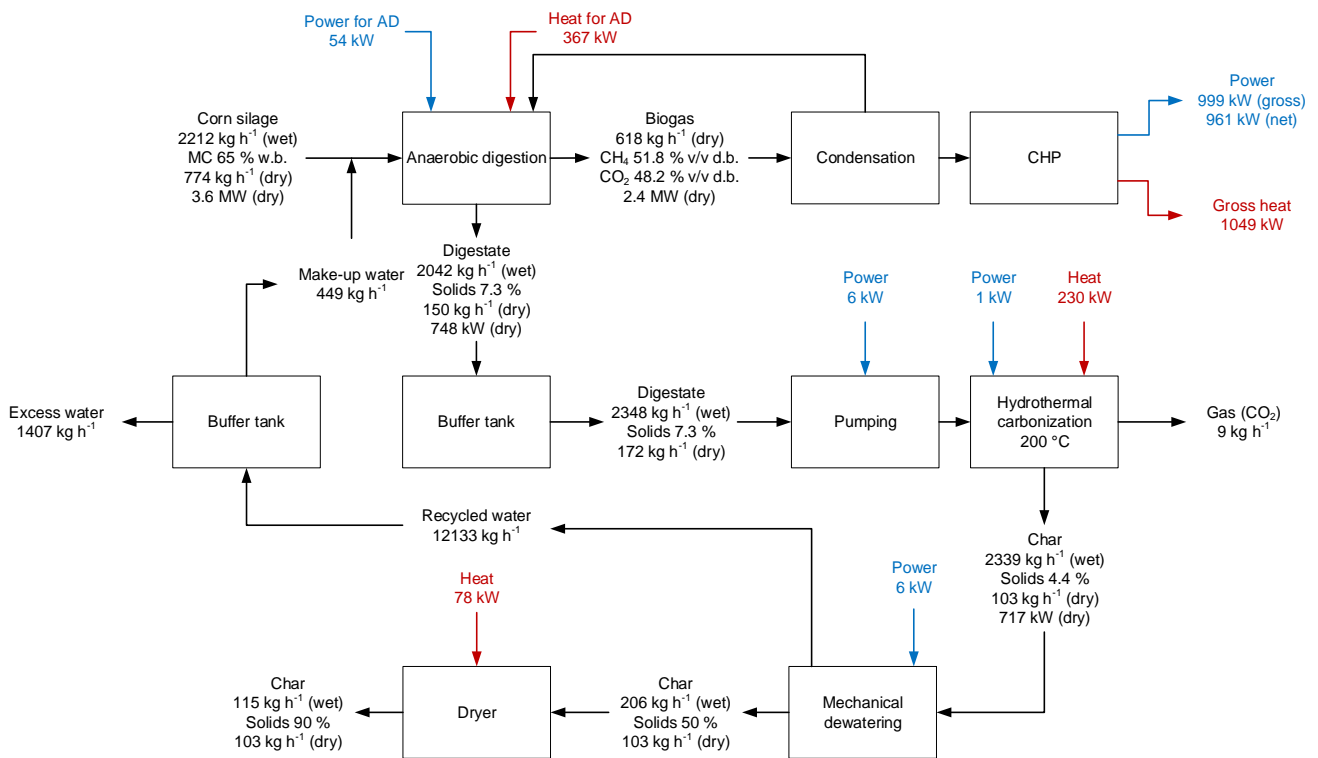 Power for AD
54 kW
Heat for AD
367 kW
Corn silage
2212 kg h⁻¹ (wet)
MC 65 % w.b.
774 kg h⁻¹ (dry)
3.6 MW (dry)
Anaerobic digestion
Biogas
618 kg h⁻¹ (dry)
CH₄ 51.8 % v/v d.b.
CO₂ 48.2 % v/v d.b.
2.4 MW (dry)
Condensation
CHP
Power
999 kW (gross)
961 kW (net)
Gross heat
1049 kW
Make-up water
449 kg h⁻¹
Digestate
2042 kg h⁻¹ (wet)
Solids 7.3 %
150 kg h⁻¹ (dry)
748 kW (dry)
Power
6 kW
Power
1 kW
Heat
230 kW
Excess water
1407 kg h⁻¹
Buffer tank
Buffer tank
Digestate
2348 kg h⁻¹ (wet)
Solids 7.3 %
172 kg h⁻¹ (dry)
Pumping
Hydrothermal
carbonization
200 °C
Gas (CO₂)
9 kg h⁻¹
Recycled water
12133 kg h⁻¹
Char
2339 kg h⁻¹ (wet)
Solids 4.4 %
103 kg h⁻¹ (dry)
717 kW (dry)
Heat
78 kW
Power
6 kW
Char
115 kg h⁻¹ (wet)
Solids 90 %
103 kg h⁻¹ (dry)
Dryer
Char
206 kg h⁻¹ (wet)
Solids 50 %
103 kg h⁻¹ (dry)
Mechanical
dewatering